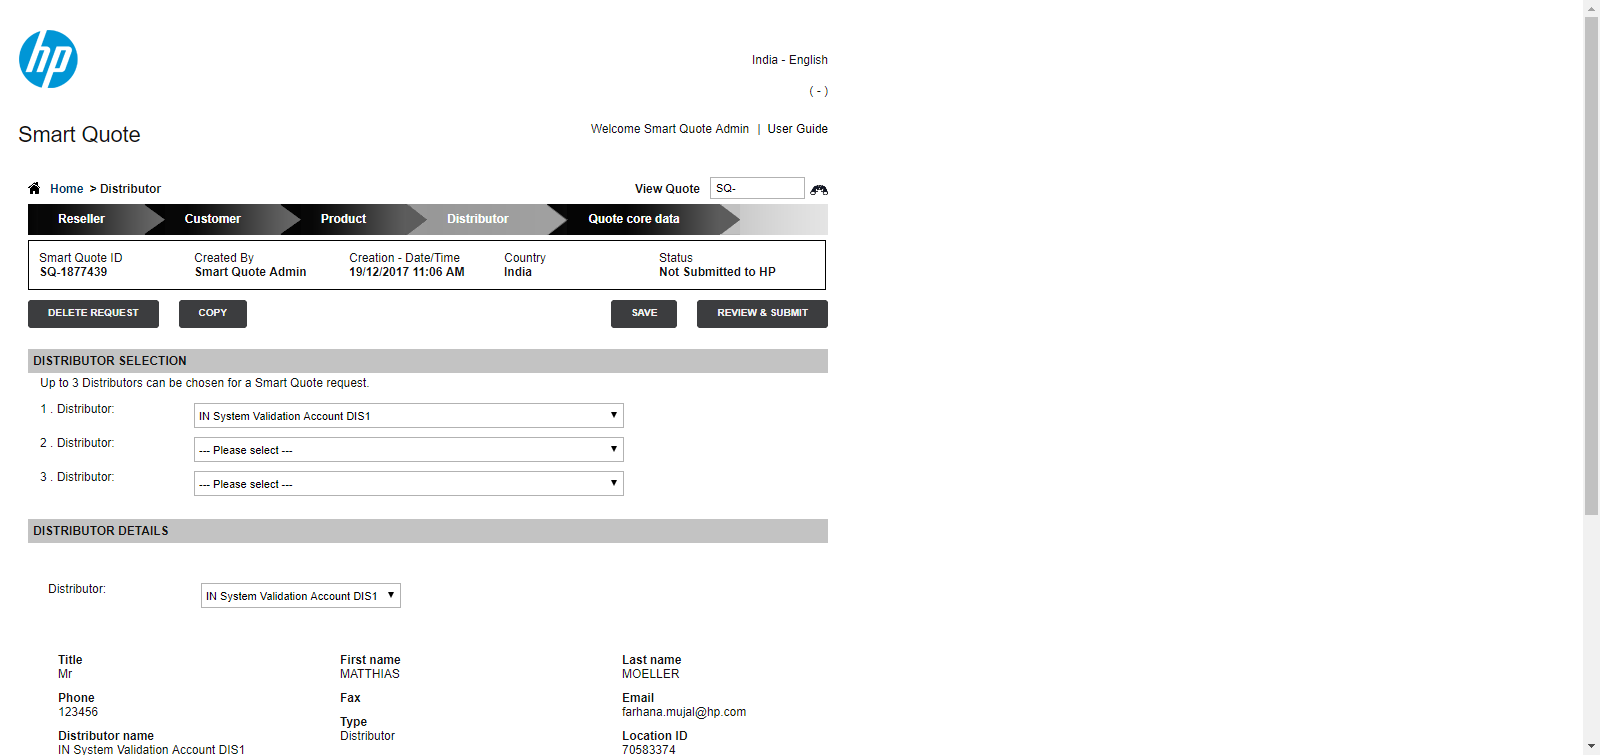 hp
India - English
( - )
Smart Quote
Welcome Smart Quote Admin | User Guide
Home > Distributor
View Quote SQ-
Reseller Customer Product Distributor Quote core data
Smart Quote ID Created By Creation - Date/Time Country Status
SQ-1877439 Smart Quote Admin 19/12/2017 11:06 AM India Not Submitted to HP
DELETE REQUEST COPY SAVE REVIEW & SUBMIT
DISTRIBUTOR SELECTION
Up to 3 Distributors can be chosen for a Smart Quote request.
1 . Distributor: IN System Validation Account DIS1
2 . Distributor: --- Please select ---
3 . Distributor: --- Please select ---
DISTRIBUTOR DETAILS
Distributor: IN System Validation Account DIS1
Title First name Last name
Mr MATTHIAS MOELLER
Phone Fax Email
123456 farhana.mujal@hp.com
Type
Distributor name Distributor Location ID
IN System Validation Account DIS1 70583374